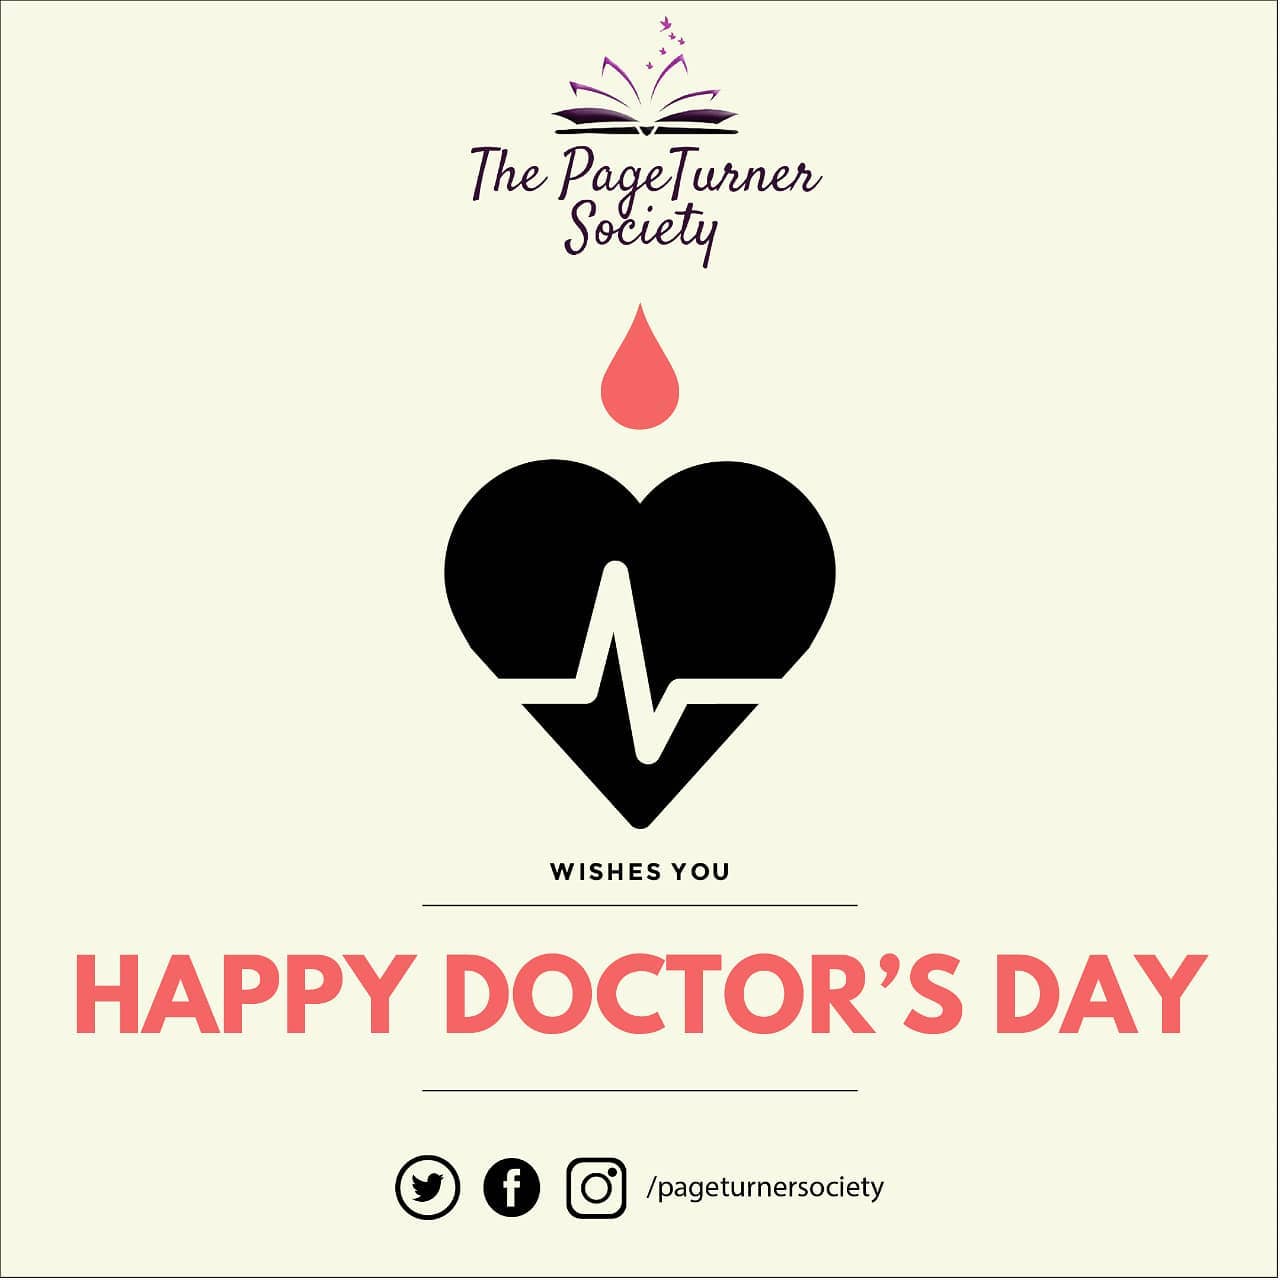 The PageTurner
Society
WISHES YOU
HAPPY DOCTOR'S DAY
/pageturnersociety